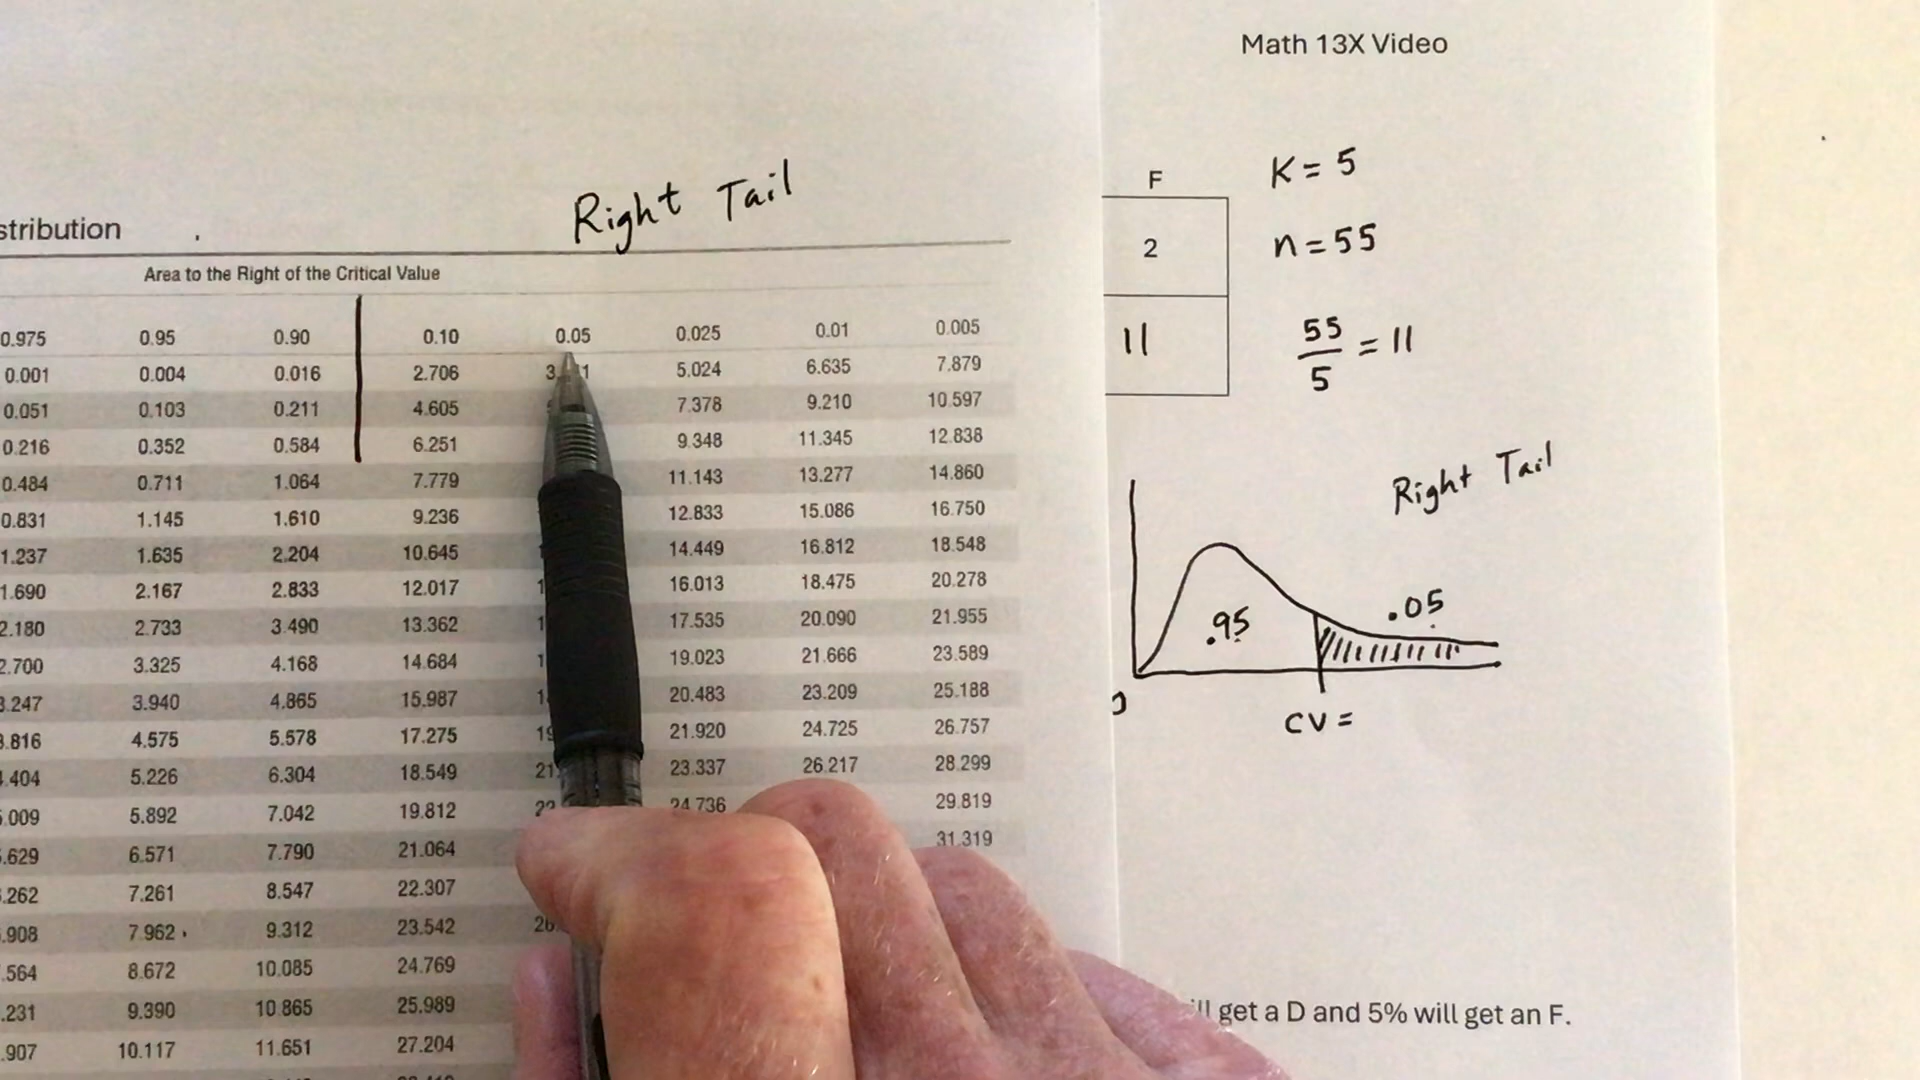 Math 13X Video
Right Tail
stribution
Area to the Right of the Critical Value
0.975 0.95 0.90 0.10 0.05 0.025 0.01 0.005
0.001 0.004 0.016 2.706 5.024 6.635 7.879
0.051 0.103 0.211 4.605 7.378 9.210 10.597
0.216 0.352 0.584 6.251 9.348 11.345 12.838
0.484 0.711 1.064 7.779 11.143 13.277 14.860
0.831 1.145 1.610 9.236 12.833 15.086 16.750
1.237 1.635 2.204 10.645 14.449 16.812 18.548
1.690 2.167 2.833 12.017 16.013 18.475 20.278
2.180 2.733 3.490 13.362 17.535 20.090 21.955
2.700 3.325 4.168 14.684 19.023 21.666 23.589
3.247 3.940 4.865 15.987 20.483 23.209 25.188
.816 4.575 5.578 17.275 21.920 24.725 26.757
.404 5.226 6.304 18.549 23.337 26.217 28.299
.009 5.892 7.042 19.812 24.736 29.819
.629 6.571 7.790 21.064 31.319
.262 7.261 8.547 22.307
.908 7.962 9.312 23.542
.564 8.672 10.085 24.769
.231 9.390 10.865 25.989
.907 10.117 11.651 27.204
F
2
11
K = 5
n = 55
55
5
= 11
Right Tail
.95
.05
CV =
ll get a D and 5% will get an F.